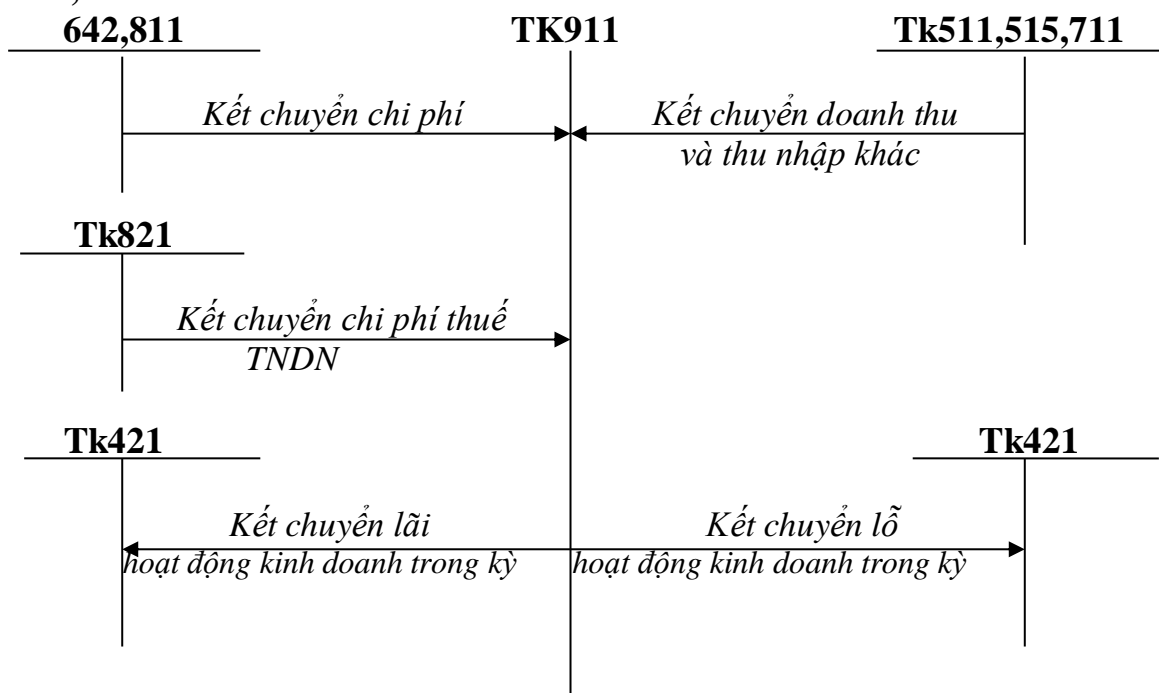 642,811 TK911 Tk511,515,711
Kết chuyển chi phí Kết chuyển doanh thu
và thu nhập khác
Tk821
Kết chuyển chi phí thuế
TNDN
Tk421 Tk421
Kết chuyển lãi Kết chuyển lỗ
hoạt động kinh doanh trong kỳ hoạt động kinh doanh trong kỳ